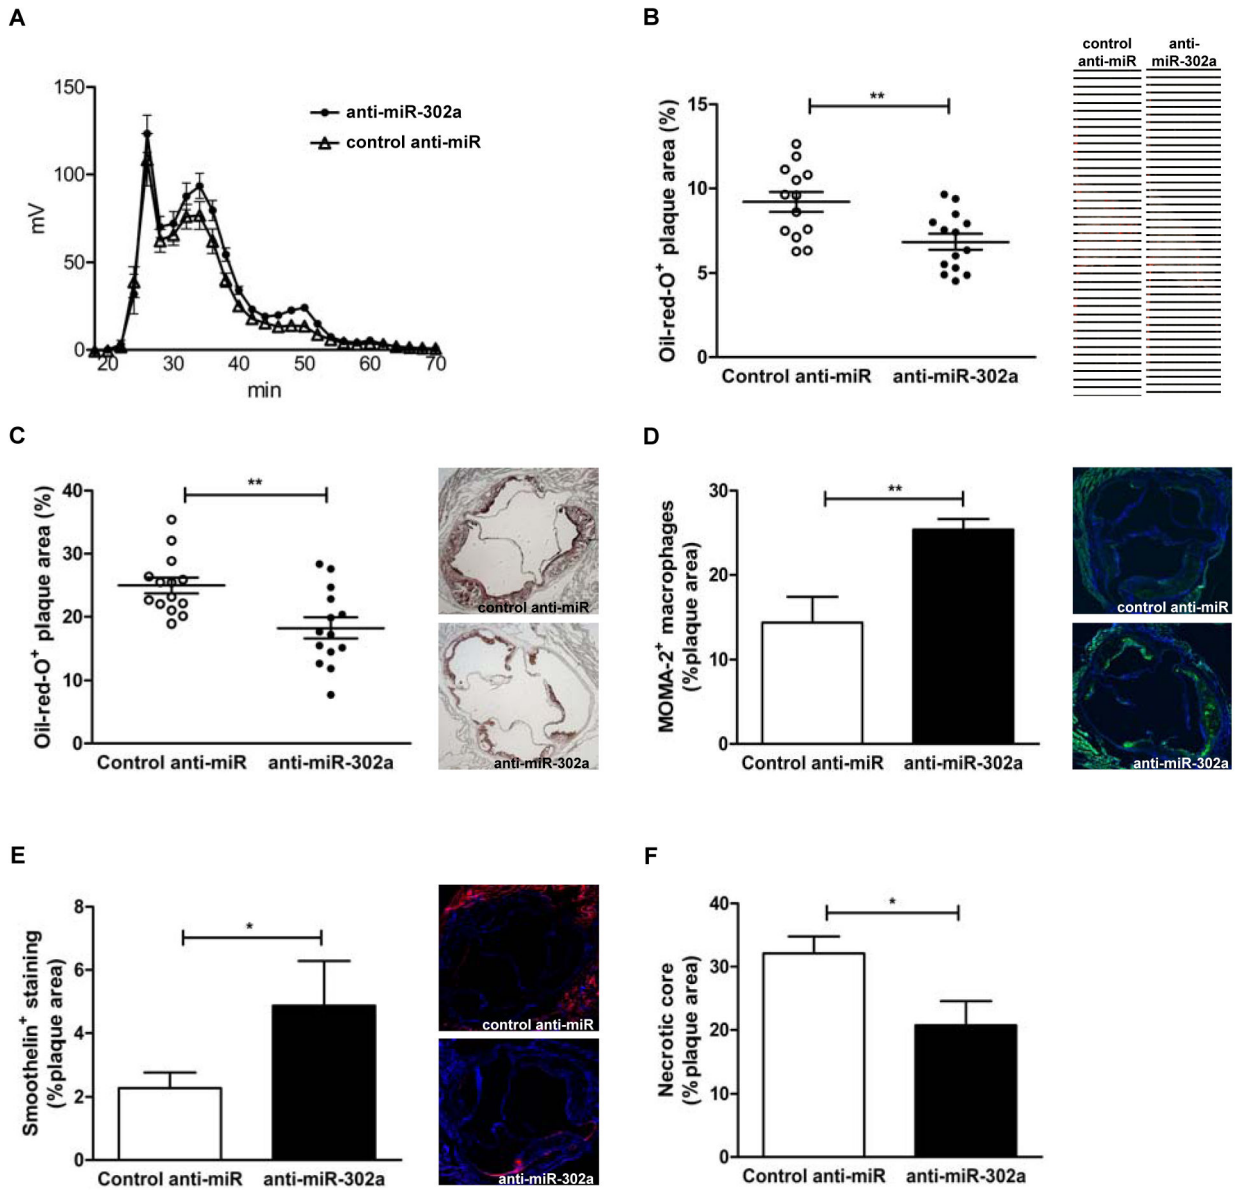 A
150
100
50
0
mV
20 30 40 50 60 70
min
anti-miR-302a
control anti-miR
B
15
10
5
0
Oil-red-O+ plaque area (%)
**
Control anti-miR anti-miR-302a
control
anti-miR
anti-
miR-302a
C
40
30
20
10
0
Oil-red-O+ plaque area (%)
**
Control anti-miR anti-miR-302a
control anti-miR
anti-miR-302a
D
30
20
10
0
MOMA-2+ macrophages
(%plaque area)
**
Control anti-miR anti-miR-302a
control anti-miR
anti-miR-302a
E
8
6
4
2
0
Smoothelin+ staining
(%plaque area)
*
Control anti-miR anti-miR-302a
control anti-miR
anti-miR-302a
F
40
30
20
10
0
Necrotic core
(%plaque area)
*
Control anti-miR anti-miR-302a